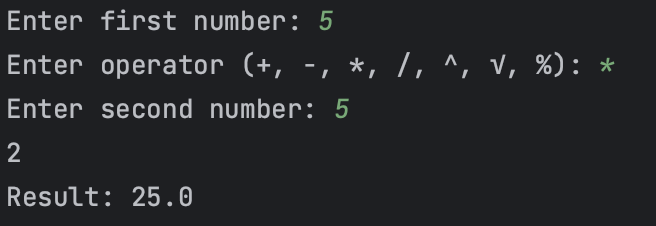 Enter first number: 5
Enter operator (+, -, *, /, ^, √, %): *
Enter second number: 5
2
Result: 25.0